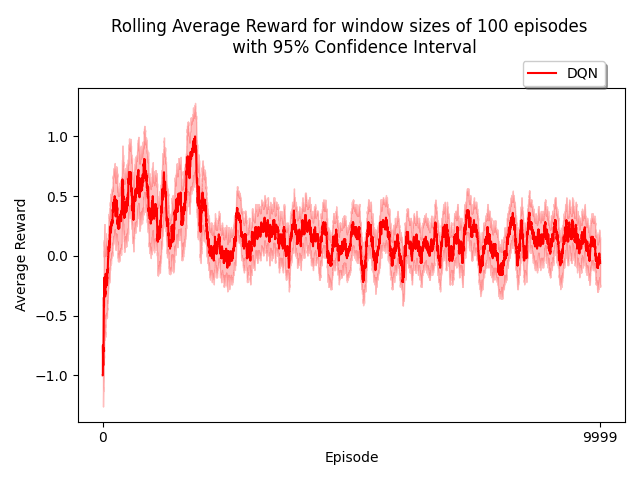 Rolling Average Reward for window sizes of 100 episodes
with 95% Confidence Interval
DQN
1.0
0.5
0.0
−0.5
−1.0
Average Reward
0
9999
Episode